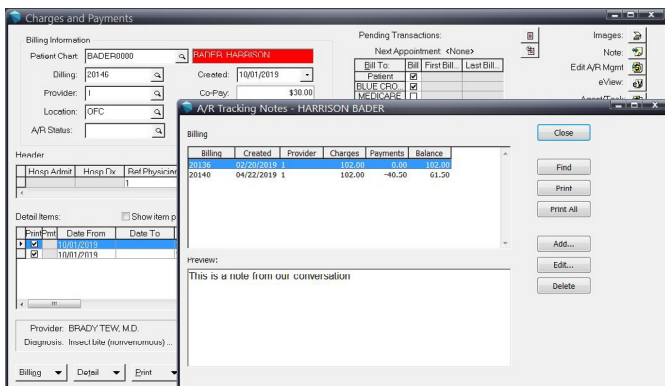 Charges and Payments
Billing Information
Patient Chart: BADER0000
BADER, HARRISON
Billing: 20146
Created: 10/01/2019
Provider: 1
Co-Pay: $30.00
Location: OFC
A/R Status:
Pending Transactions:
Next Appointment: <None>
Bill To: Bill First Bill... Last Bill...
Patient
BLUE CRO...
MEDICARE
Images:
Note:
Edit A/R Mgmt
eView:
Header
Hosp Admit Hosp Dx Ref Physician
1
Detail Items:
Show item p
Print Pmt Date From Date To
10/01/2019
10/01/2019
Provider: BRADY TEW, M.D.
Diagnosis: Insect bite (nonvenomous) ...
Billing Detail Print
A/R Tracking Notes - HARRISON BADER
Billing
Billing Created Provider Charges Payments Balance
20136 02/20/2019 1 102.00 0.00 102.00
20140 04/22/2019 1 102.00 -40.50 61.50
Preview:
This is a note from our conversation
Close
Find
Print
Print All
Add...
Edit...
Delete